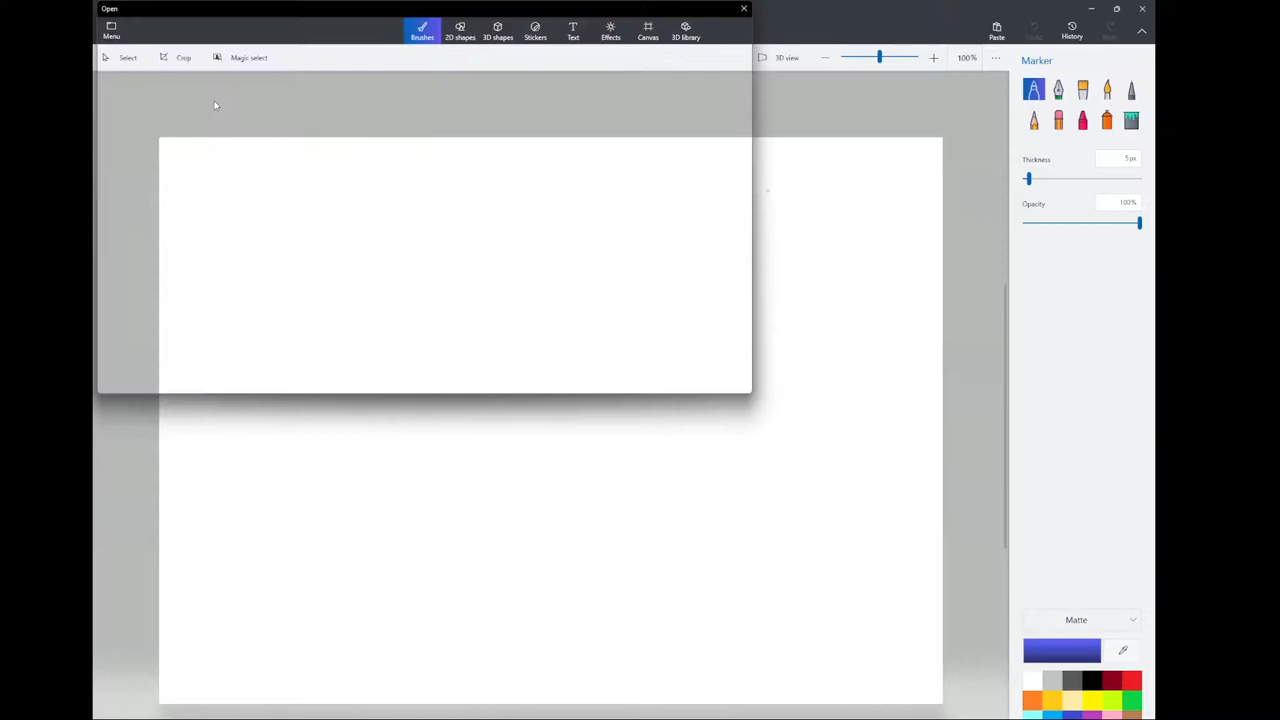 Open
Menu
Brushes
2D shapes
3D shapes
Stickers
Text
Effects
Canvas
3D library
Paste
Undo
History
Select
Crop
Magic select
3D view
100%
Marker
Thickness
5px
Opacity
100%
Matte